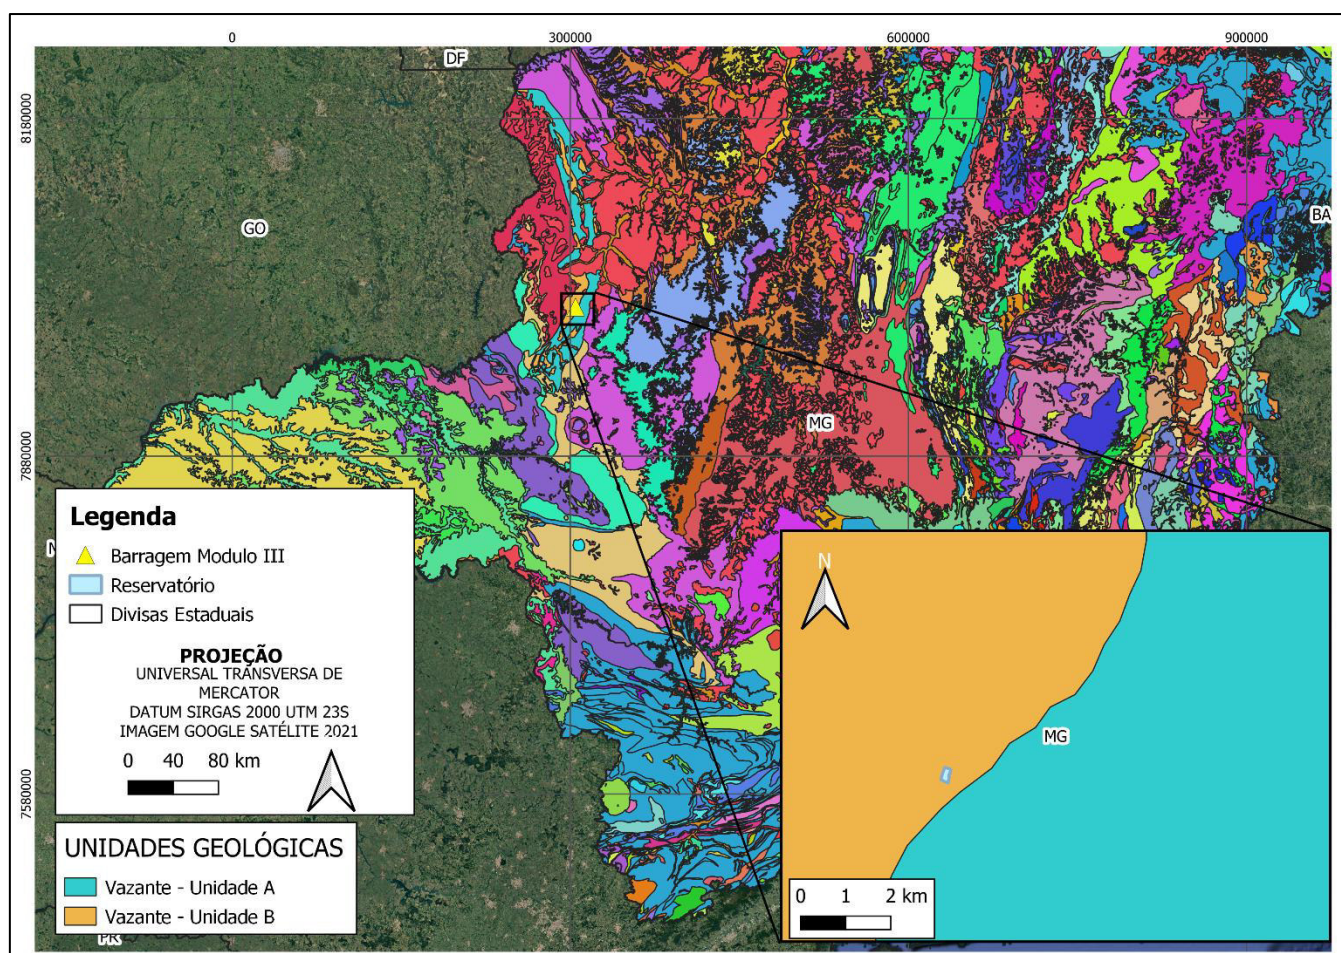 0
300000
600000
900000
8180000
7880000
7580000
DF
GO
BA
MG
Legenda
Barragem Modulo III
Reservatório
Divisas Estaduais
PROJEÇÃO
UNIVERSAL TRANSVERSA DE
MERCATOR
DATUM SIRGAS 2000 UTM 23S
IMAGEM GOOGLE SATÉLITE 2021
0 40 80 km
UNIDADES GEOLÓGICAS
Vazante - Unidade A
Vazante - Unidade B
PR
N
MG
0 1 2 km